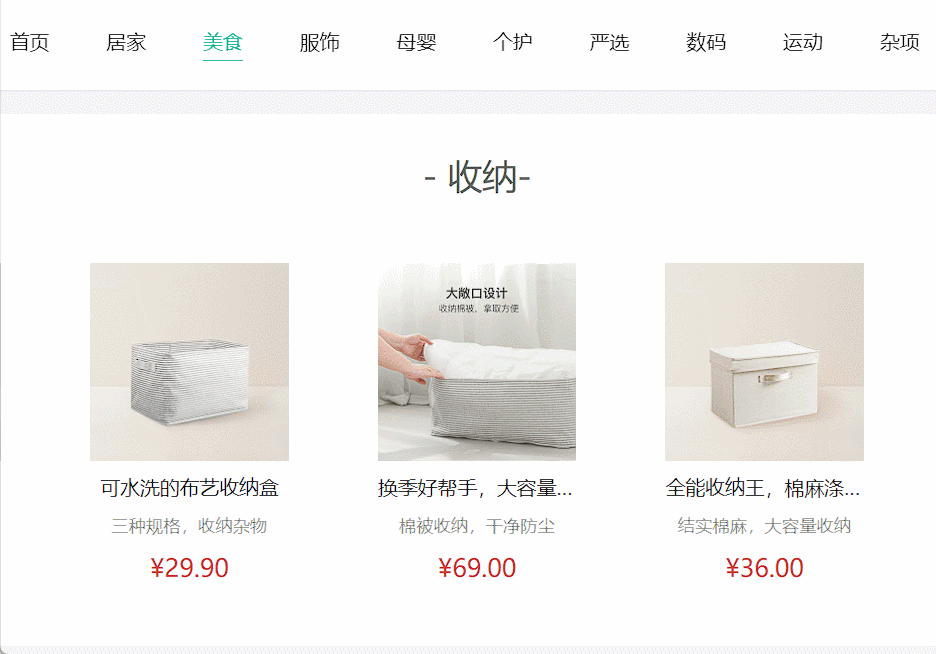 首页 居家 美食 服饰 母婴 个护 严选 数码 运动 杂项
- 收纳-
大敞口设计
收纳棉被，拿取方便
可水洗的布艺收纳盒 换季好帮手，大容量... 全能收纳王，棉麻涤...
三种规格，收纳杂物 棉被收纳，干净防尘 结实棉麻，大容量收纳
¥29.90 ¥69.00 ¥36.00